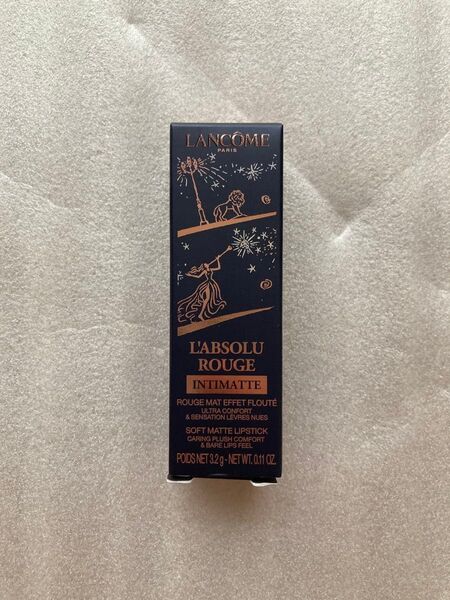 LANCÔME
PARIS
L'ABSOLU
ROUGE
INTIMATTE
ROUGE MAT EFFET FLOUTÉ
ULTRA CONFORT
& SENSATION LÈVRES NUES
SOFT MATTE LIPSTICK
CARING PLUSH COMFORT
& BARE LIPS FEEL
POIDS NET 3.2 g - NET WT. 0.11 OZ.